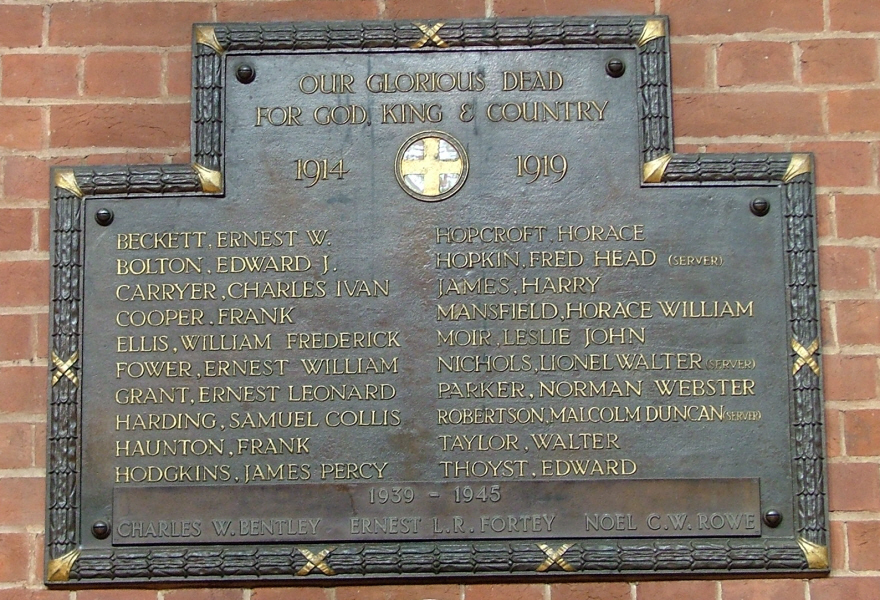 OUR GLORIOUS DEAD
FOR GOD, KING & COUNTRY
1914 1919
BECKETT, ERNEST W.
BOLTON, EDWARD J.
CARRYER, CHARLES IVAN
COOPER, FRANK
ELLIS, WILLIAM FREDERICK
FOWER, ERNEST WILLIAM
GRANT, ERNEST LEONARD
HARDING, SAMUEL COLLIS
HAUNTON, FRANK
HODGKINS, JAMES PERCY
HOPCROFT, HORACE
HOPKIN, FRED HEAD (SERVER)
JAMES, HARRY
MANSFIELD, HORACE WILLIAM
MOIR, LESLIE JOHN
NICHOLS, LIONEL WALTER (SERVER)
PARKER, NORMAN WEBSTER
ROBERTSON, MALCOLM DUNCAN (SERVER)
TAYLOR, WALTER
THOYST, EDWARD
1939 - 1945
CHARLES W. BENTLEY ERNEST L.R. FORTEY NOEL C.W. ROWE